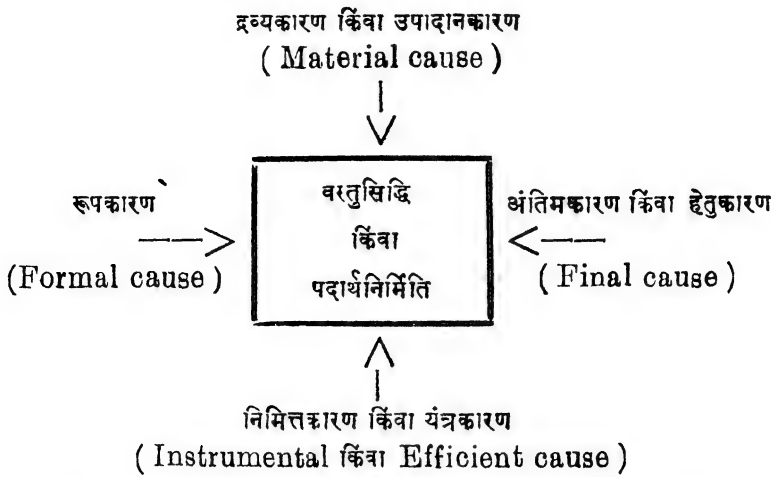 द्रव्यकारण किंवा उपादानकारण
( Material cause )
रूपकारण
(Formal cause)
वस्तुसिद्धि
किंवा
पदार्थनिर्मिति
अंतिमकारण किंवा हेतुकारण
( Final cause)
निमित्तकारण किंवा यंत्रकारण
( Instrumental किंवा Efficient cause )